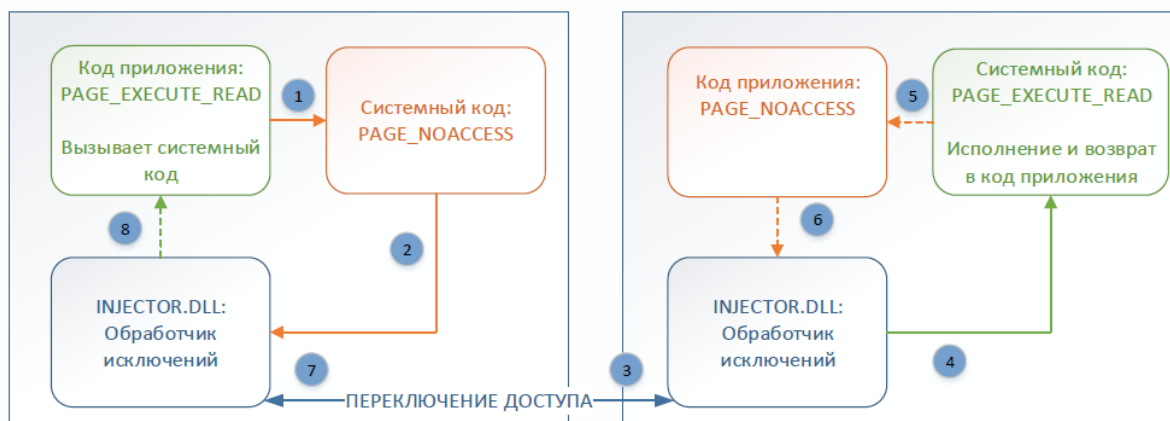 Код приложения:
PAGE_EXECUTE_READ
Вызывает системный
код
1
Системный код:
PAGE_NOACCESS
8
2
INJECTOR.DLL:
Обработчик
исключений
7
Код приложения:
PAGE_NOACCESS
5
Системный код:
PAGE_EXECUTE_READ
Исполнение и возврат
в код приложения
6
INJECTOR.DLL:
Обработчик
исключений
3
4
ПЕРЕКЛЮЧЕНИЕ ДОСТУПА